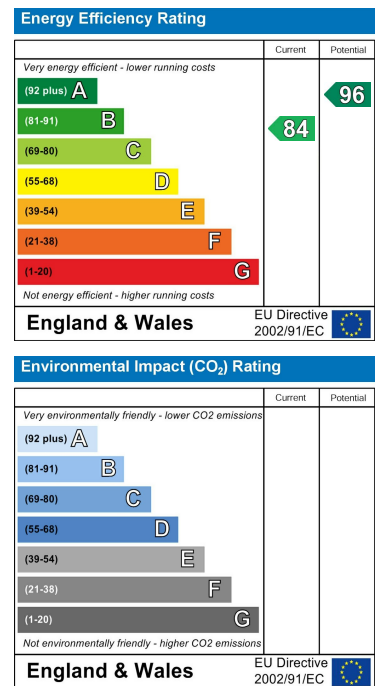 Energy Efficiency Rating
Current Potential
Very energy efficient - lower running costs
(92 plus) A
96
(81-91) B
84
(69-80) C
(55-68) D
(39-54) E
(21-38) F
(1-20) G
Not energy efficient - higher running costs
England & Wales
EU Directive
2002/91/EC
Environmental Impact (CO₂) Rating
Current Potential
Very environmentally friendly - lower CO2 emissions
(92 plus) A
(81-91) B
(69-80) C
(55-68) D
(39-54) E
(21-38) F
(1-20) G
Not environmentally friendly - higher CO2 emissions
England & Wales
EU Directive
2002/91/EC